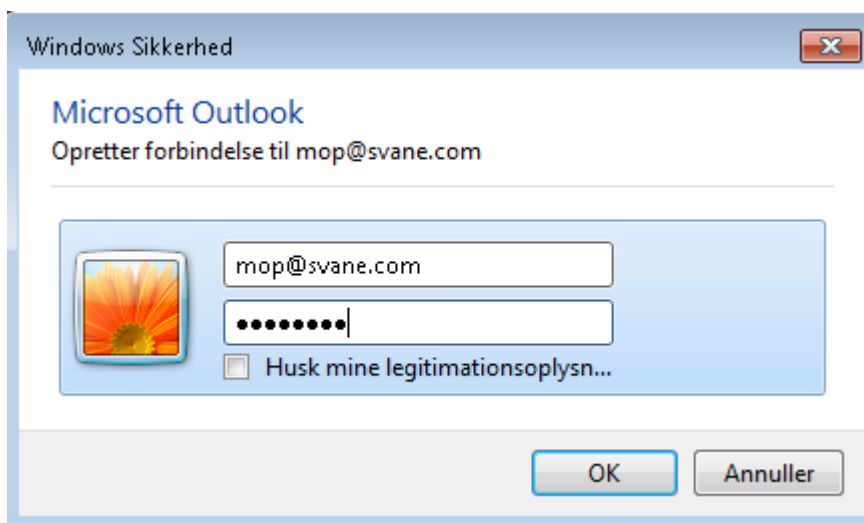 Windows Sikkerhed
Microsoft Outlook
Opretter forbindelse til mop@svane.com
mop@svane.com
●●●●●●●●
Husk mine legitimationsoplysn...
OK
Annuller